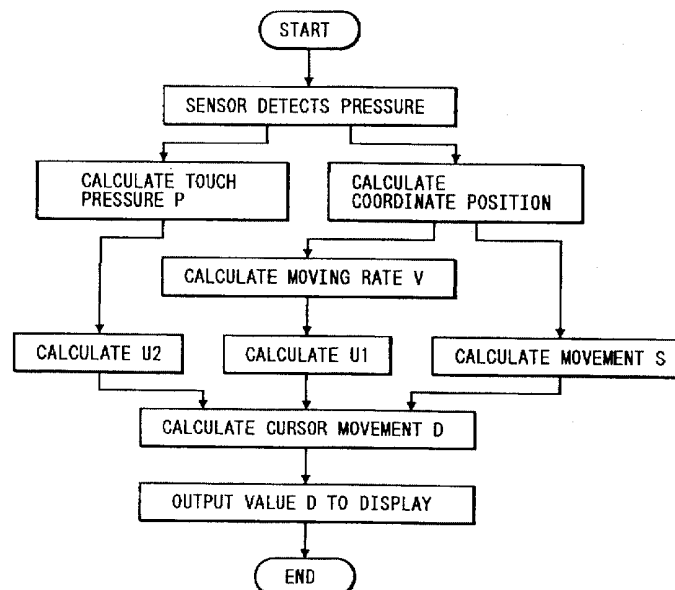 START
SENSOR DETECTS PRESSURE
CALCULATE TOUCH
PRESSURE P
CALCULATE
COORDINATE POSITION
CALCULATE MOVING RATE V
CALCULATE U2
CALCULATE U1
CALCULATE MOVEMENT S
CALCULATE CURSOR MOVEMENT D
OUTPUT VALUE D TO DISPLAY
END